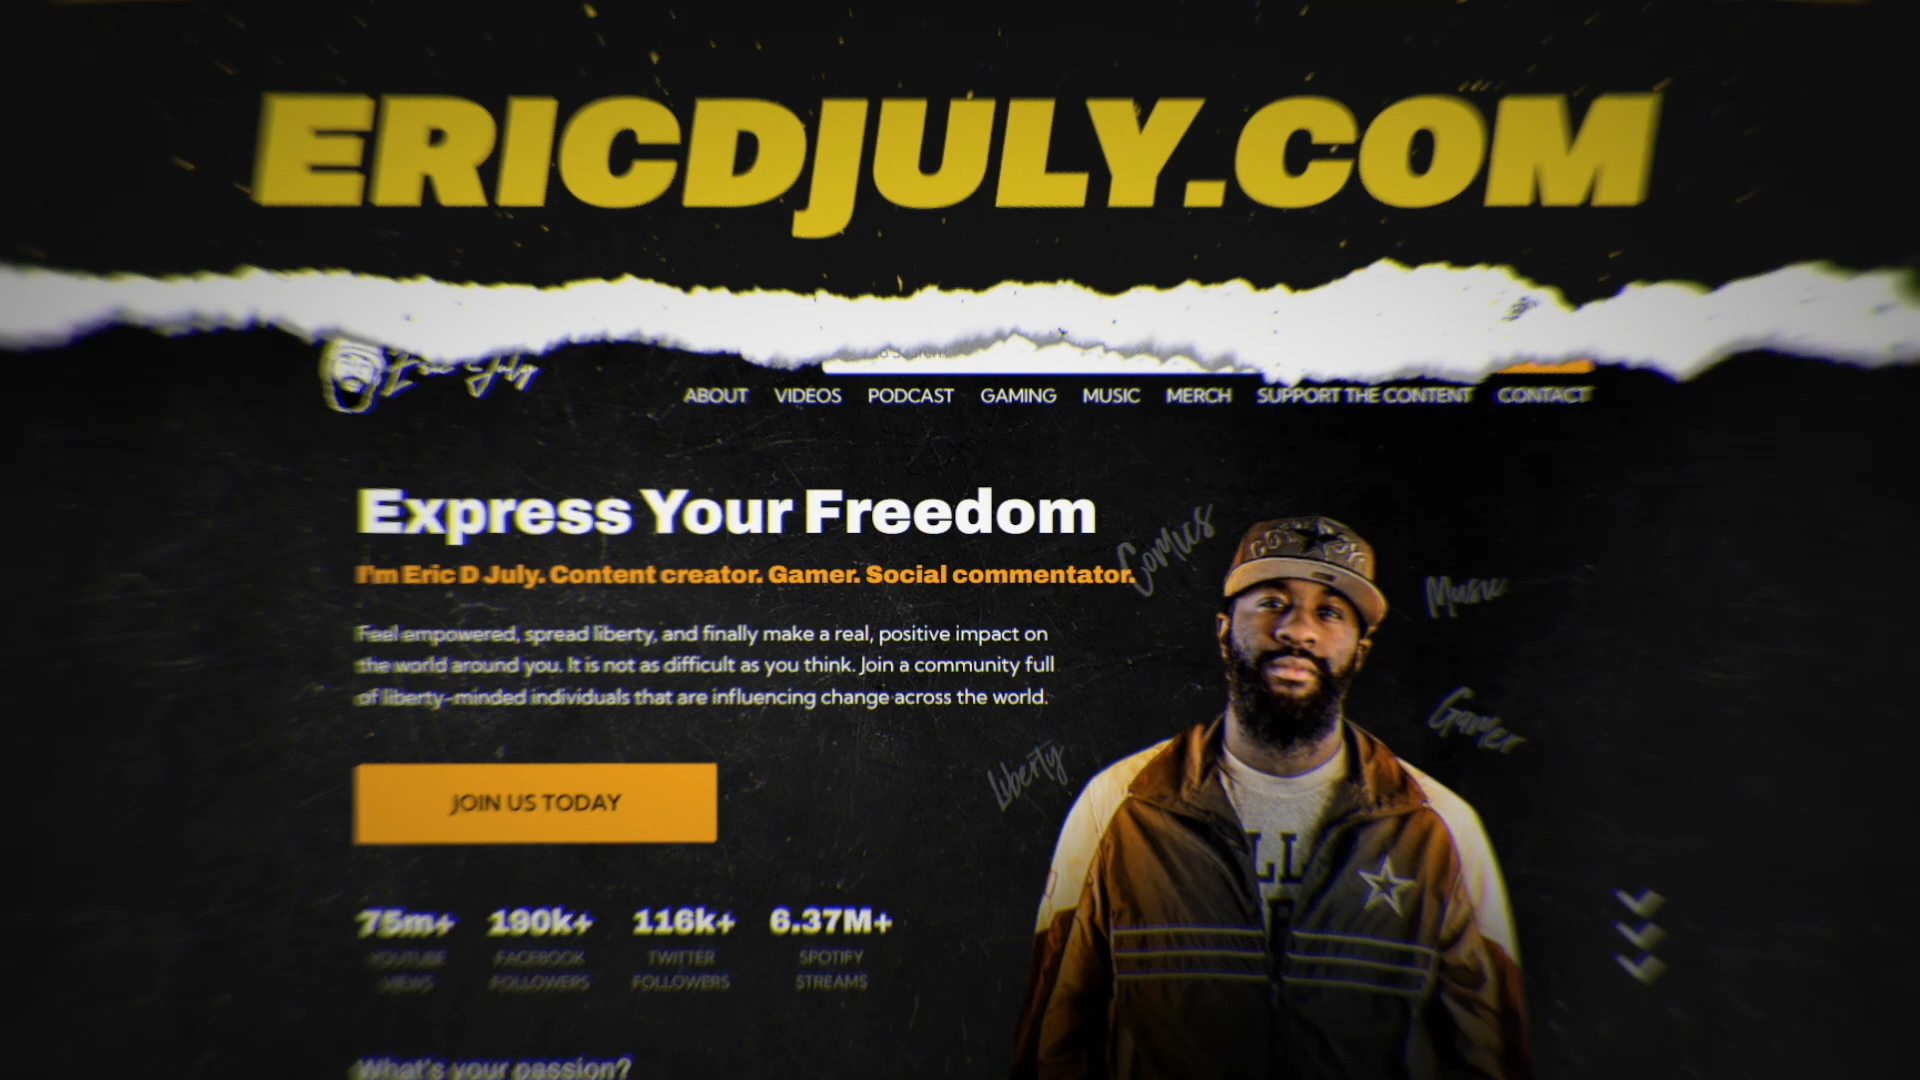 ERICDJULY.COM
Eric July
ABOUT VIDEOS PODCAST GAMING MUSIC MERCH SUPPORT THE CONTENT CONTACT
Express Your Freedom
I'm Eric D July. Content creator. Gamer. Social commentator.
Feel empowered, spread liberty, and finally make a real, positive impact on
the world around you. It is not as difficult as you think. Join a community full
of liberty-minded individuals that are influencing change across the world.
Comics
Music
Gamer
Liberty
COWBOYS
JOIN US TODAY
75m+ 190k+ 116k+ 6.37M+
YOUTUBE FACEBOOK TWITTER SPOTIFY
VIEWS FOLLOWERS FOLLOWERS STREAMS
What's your passion?